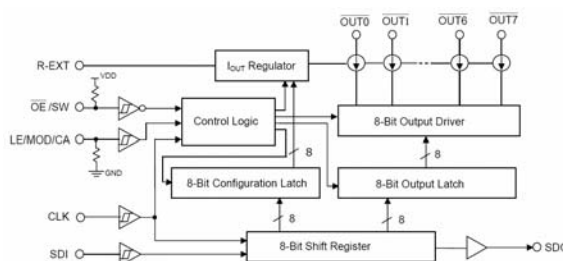 OUT0 OUT1 OUT6 OUT7
R-EXT
IOUT Regulator
VDD
OE/SW
Control Logic
8-Bit Output Driver
LE/MOD/CA
GND
8
8
8-Bit Configuration Latch
8-Bit Output Latch
CLK
8
8
SDI
8-Bit Shift Register